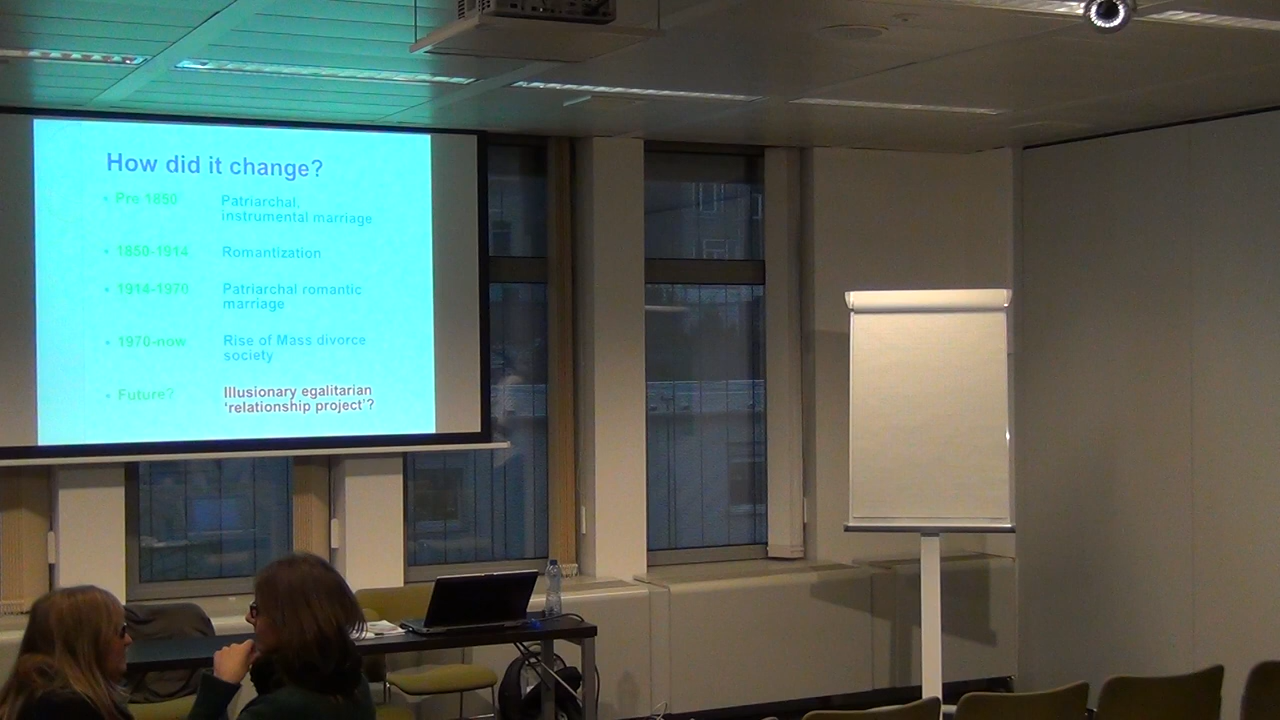 How did it change?
• Pre 1850 Patriarchal,
instrumental marriage
• 1850-1914 Romantization
• 1914-1970 Patriarchal romantic
marriage
• 1970-now Rise of Mass divorce
society
• Future? Illusionary egalitarian
‘relationship project’?